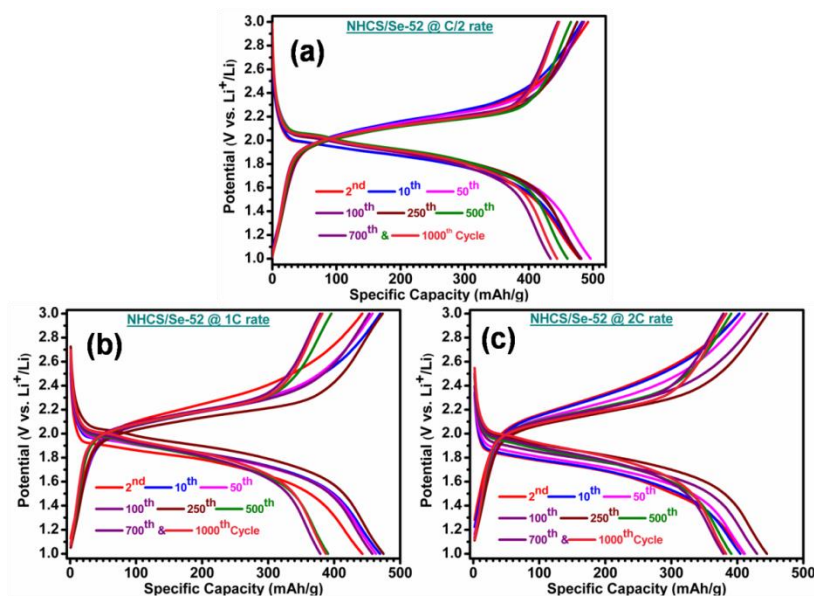 (a)
NHCS/Se-52 @ C/2 rate
Potential (V vs. Li⁺/Li)
3.0
2.8
2.6
2.4
2.2
2.0
1.8
1.6
1.4
1.2
1.0
2nd 10th 50th
100th 250th 500th
700th & 1000th Cycle
0 100 200 300 400 500
Specific Capacity (mAh/g)
(b)
NHCS/Se-52 @ 1C rate
Potential (V vs. Li⁺/Li)
3.0
2.8
2.6
2.4
2.2
2.0
1.8
1.6
1.4
1.2
1.0
2nd 10th 50th
100th 250th 500th
700th & 1000th Cycle
0 100 200 300 400 500
Specific Capacity (mAh/g)
(c)
NHCS/Se-52 @ 2C rate
Potential (V vs. Li⁺/Li)
3.0
2.8
2.6
2.4
2.2
2.0
1.8
1.6
1.4
1.2
1.0
2nd 10th 50th
100th 250th 500th
700th & 1000th Cycle
0 100 200 300 400 500
Specific Capacity (mAh/g)